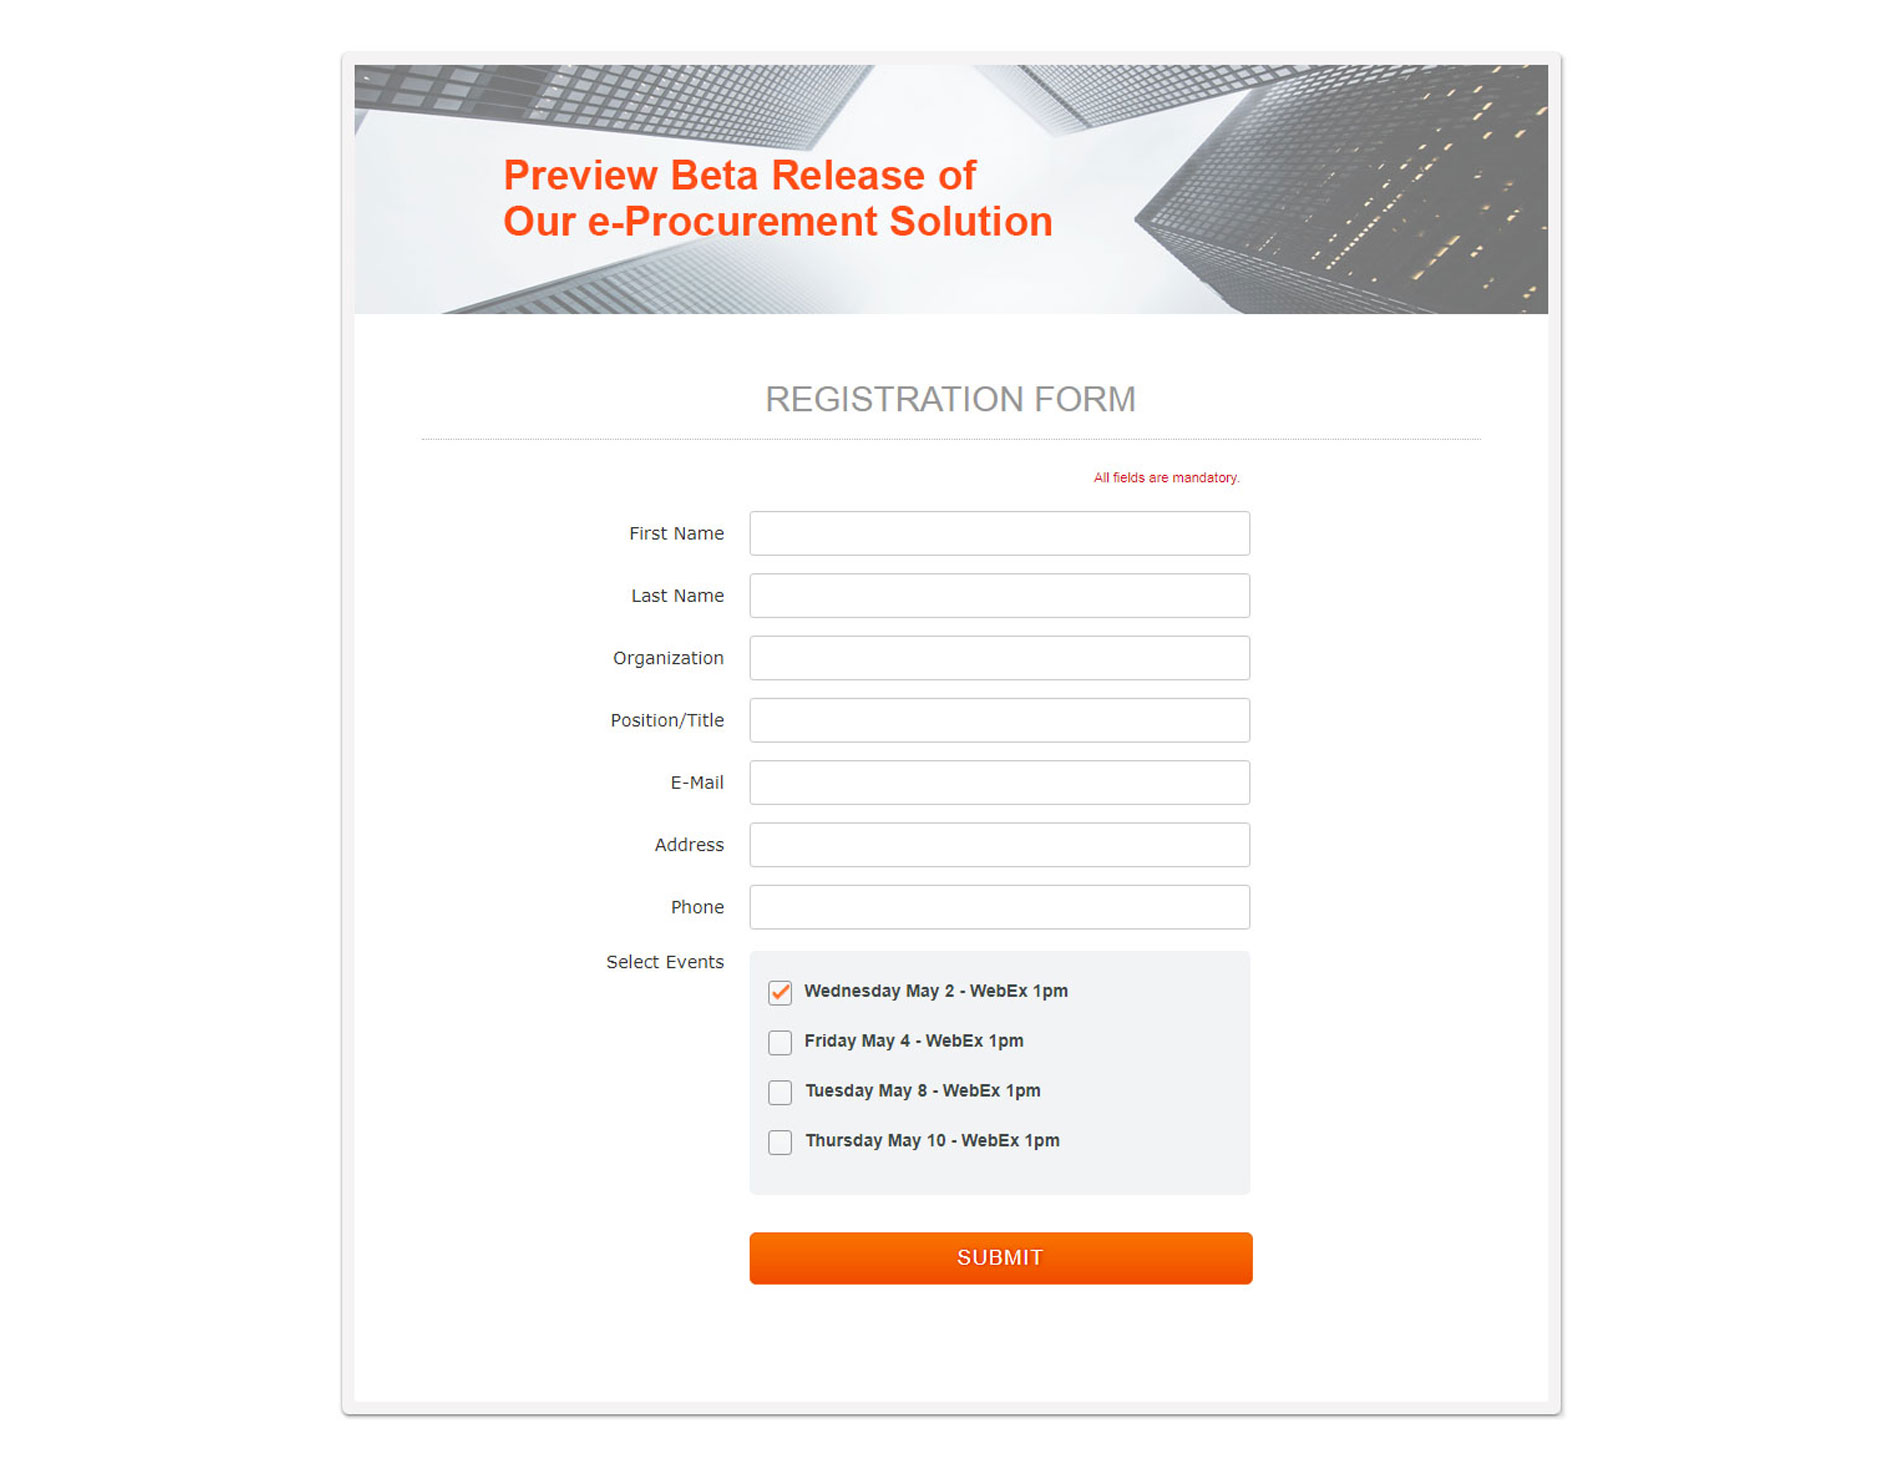 Preview Beta Release of
Our e-Procurement Solution
REGISTRATION FORM
All fields are mandatory.
First Name
Last Name
Organization
Position/Title
E-Mail
Address
Phone
Select Events
Wednesday May 2 - WebEx 1pm
Friday May 4 - WebEx 1pm
Tuesday May 8 - WebEx 1pm
Thursday May 10 - WebEx 1pm
SUBMIT